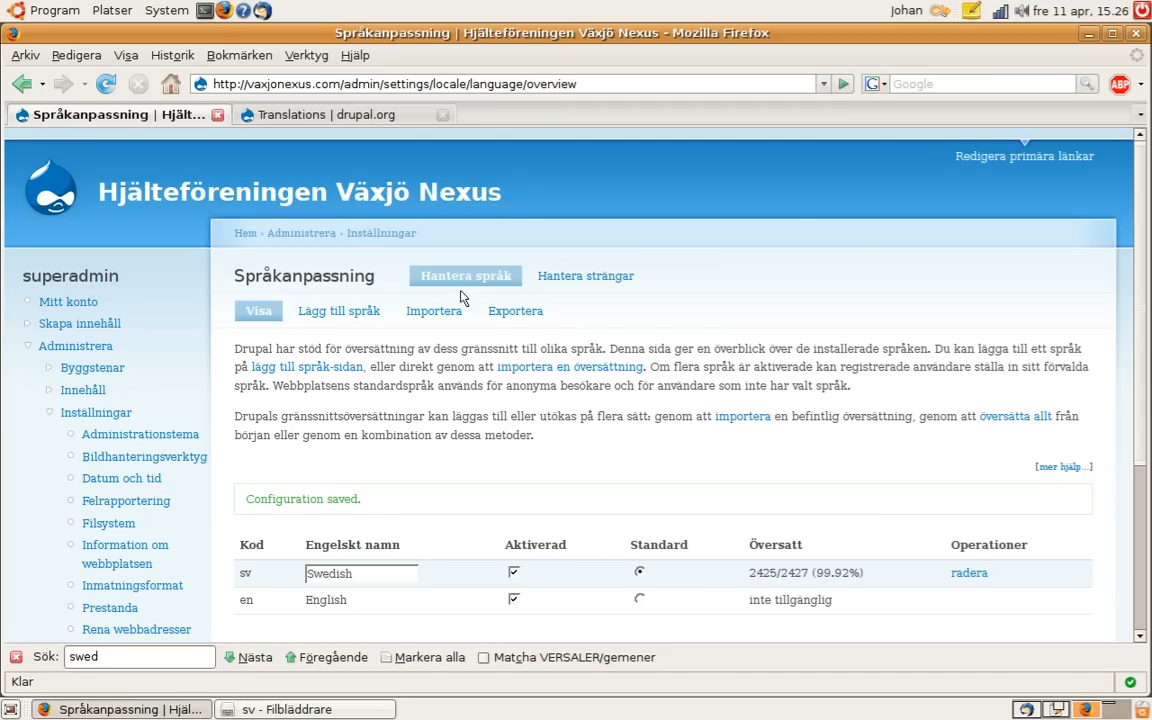 Program Platser System Johan fre 11 apr, 15.26
Språkanpassning | Hjälteföreningen Växjö Nexus - Mozilla Firefox
Arkiv Redigera Visa Historik Bokmärken Verktyg Hjälp
http://vaxjonexus.com/admin/settings/locale/language/overview G Google ABP
Språkanpassning | Hjält... Translations | drupal.org
Redigera primära länkar
Hjälteföreningen Växjö Nexus
Hem › Administrera › Inställningar
superadmin
Mitt konto
Skapa innehåll
Administrera
Byggstenar
Innehåll
Inställningar
Administrationstema
Bildhanteringsverktyg
Datum och tid
Felrapportering
Filsystem
Information om
webbplatsen
Inmatningsformat
Prestanda
Rena webbadresser
Språkanpassning Hantera språk Hantera strängar
Visa Lägg till språk Importera Exportera
Drupal har stöd för översättning av dess gränssnitt till olika språk. Denna sida ger en överblick över de installerade språken. Du kan lägga till ett språk
på lägg till språk-sidan, eller direkt genom att importera en översättning. Om flera språk är aktiverade kan registrerade användare ställa in sitt förvalda
språk. Webbplatsens standardspråk används för anonyma besökare och för användare som inte har valt språk.
Drupals gränssnittsöversättningar kan läggas till eller utökas på flera sätt: genom att importera en befintlig översättning, genom att översätta allt från
början eller genom en kombination av dessa metoder.
[mer hjälp...]
Configuration saved.
Kod Engelskt namn Aktiverad Standard Översatt Operationer
sv Swedish 2425/2427 (99.92%) radera
en English inte tillgänglig
Sök: swed Nästa Föregående Markera alla Matcha VERSALER/gemener
Klar
Språkanpassning | Hjäl... sv - Filbläddrare